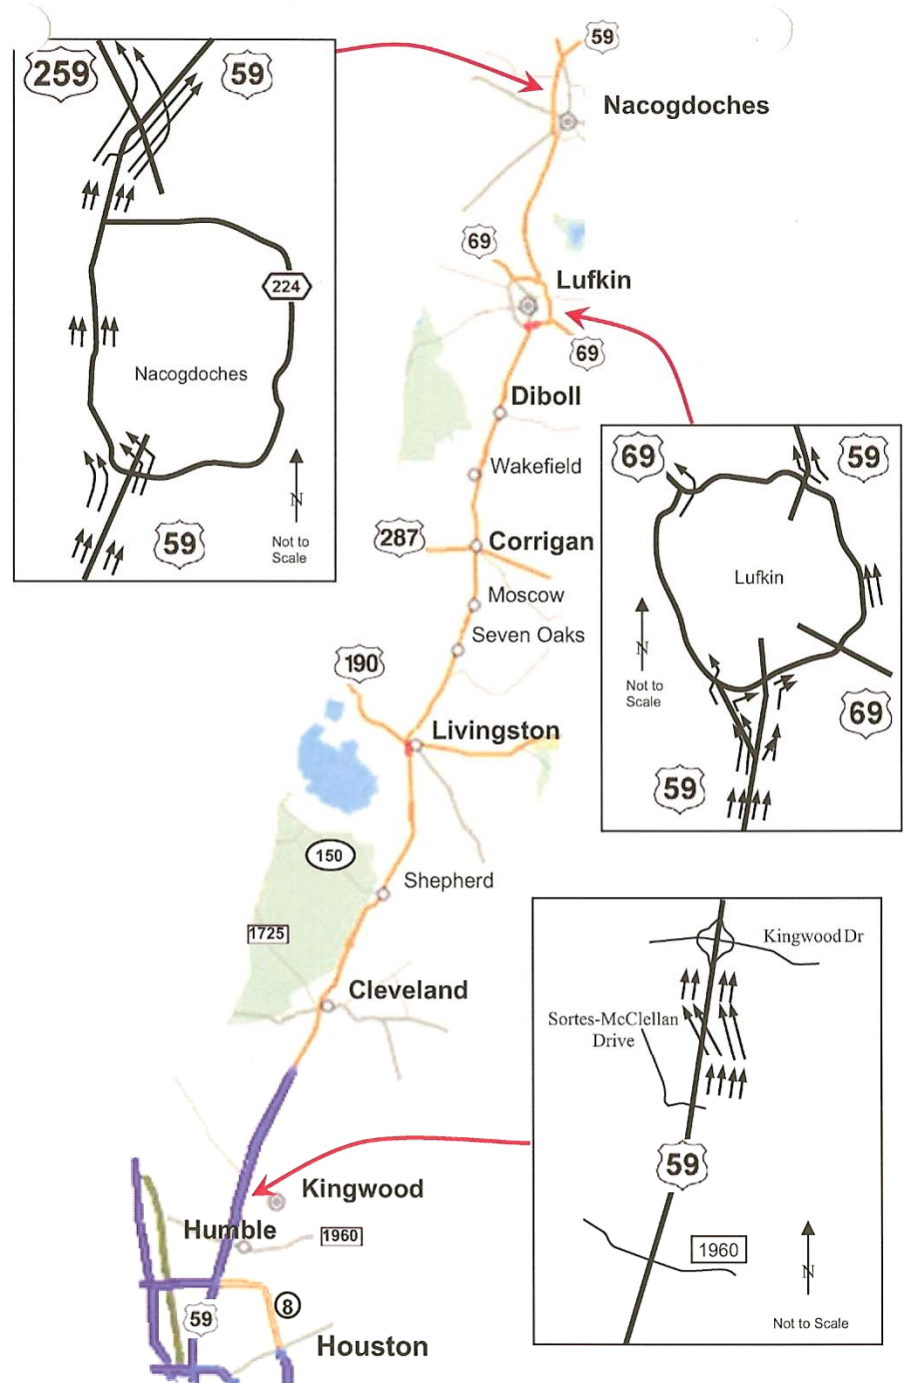 259
59
224
Nacogdoches
N
Not to
Scale
59
59
Nacogdoches
69
Lufkin
69
Diboll
Wakefield
287
Corrigan
Moscow
Seven Oaks
190
Livingston
150
Shepherd
1725
Cleveland
Kingwood
Humble
1960
59
8
Houston
69
59
Lufkin
N
Not to
Scale
69
59
Kingwood Dr
Sortes-McClellan
Drive
59
1960
N
Not to Scale